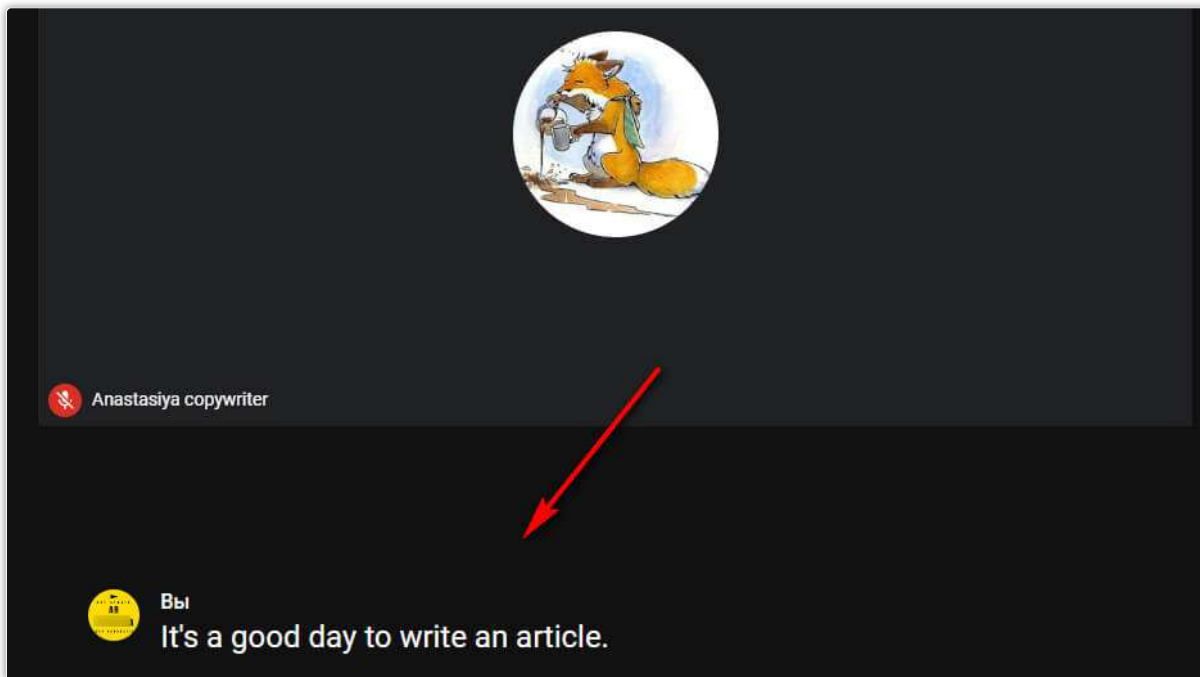 Anastasiya copywriter
Вы
It's a good day to write an article.